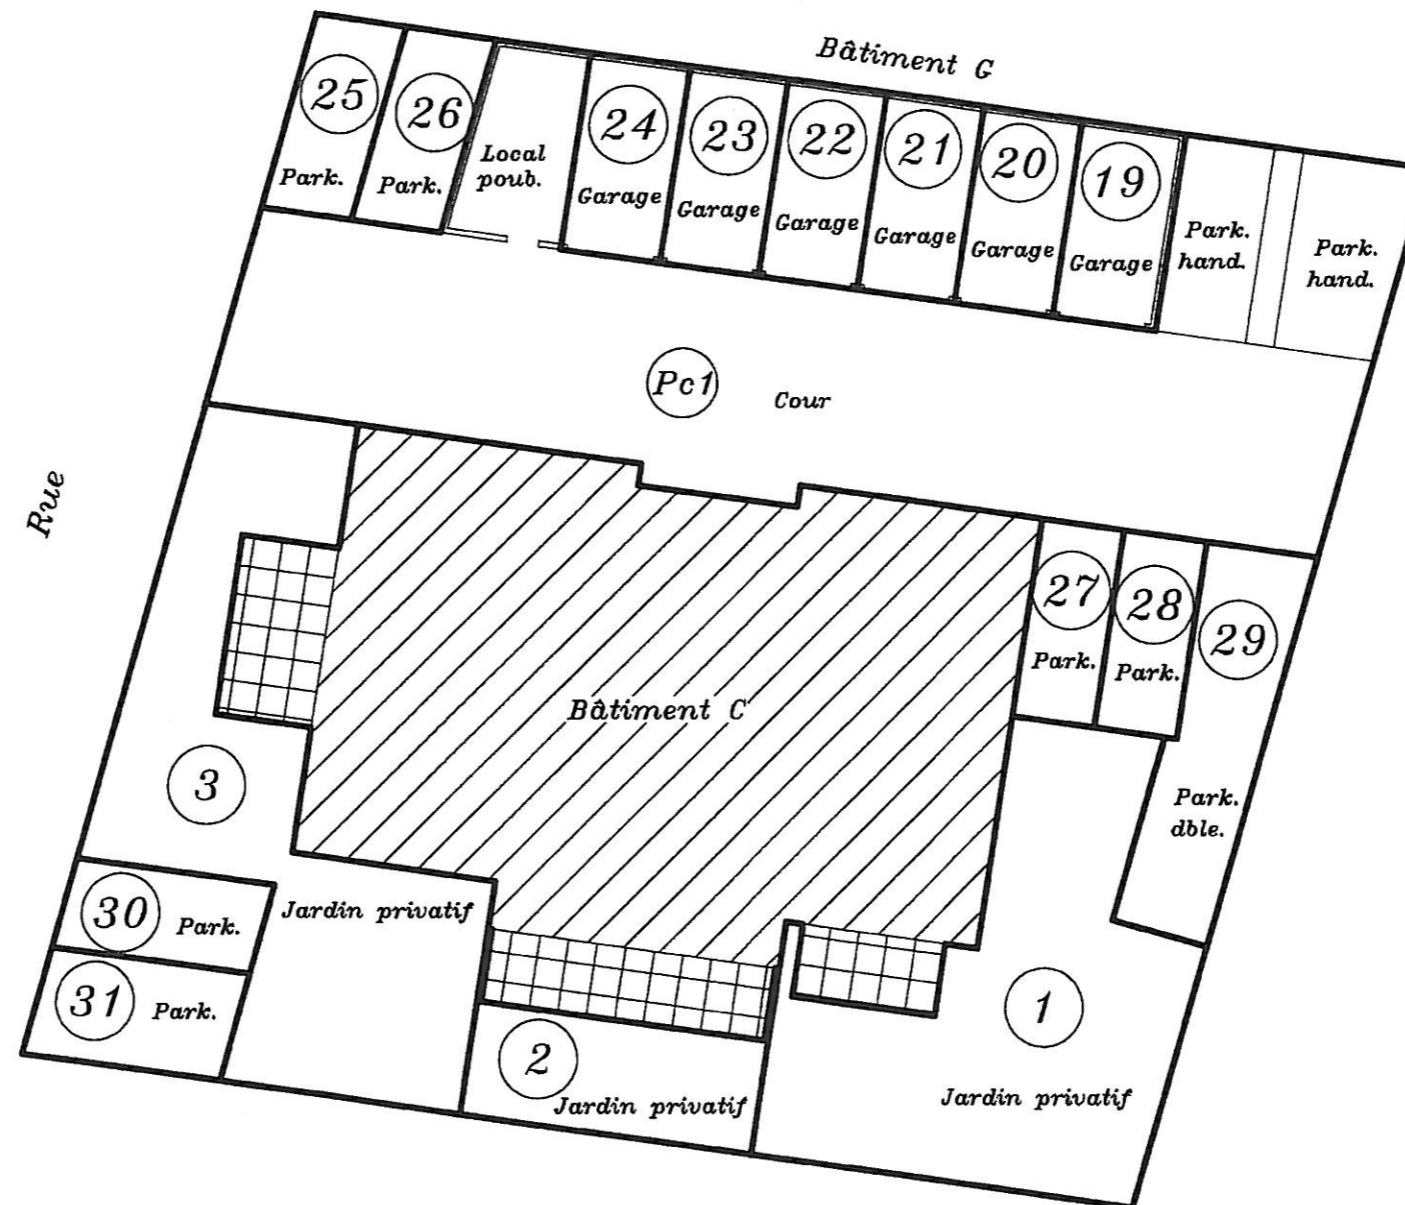 Bâtiment G
25
Park.
26
Park.
Local
poub.
24
Garage
23
Garage
22
Garage
21
Garage
20
Garage
19
Garage
Park.
hand.
Park.
hand.
Pc1
Cour
Rue
27
Park.
28
Park.
29
Park.
dble.
Bâtiment C
3
Jardin privatif
30
Park.
31
Park.
2
Jardin privatif
1
Jardin privatif